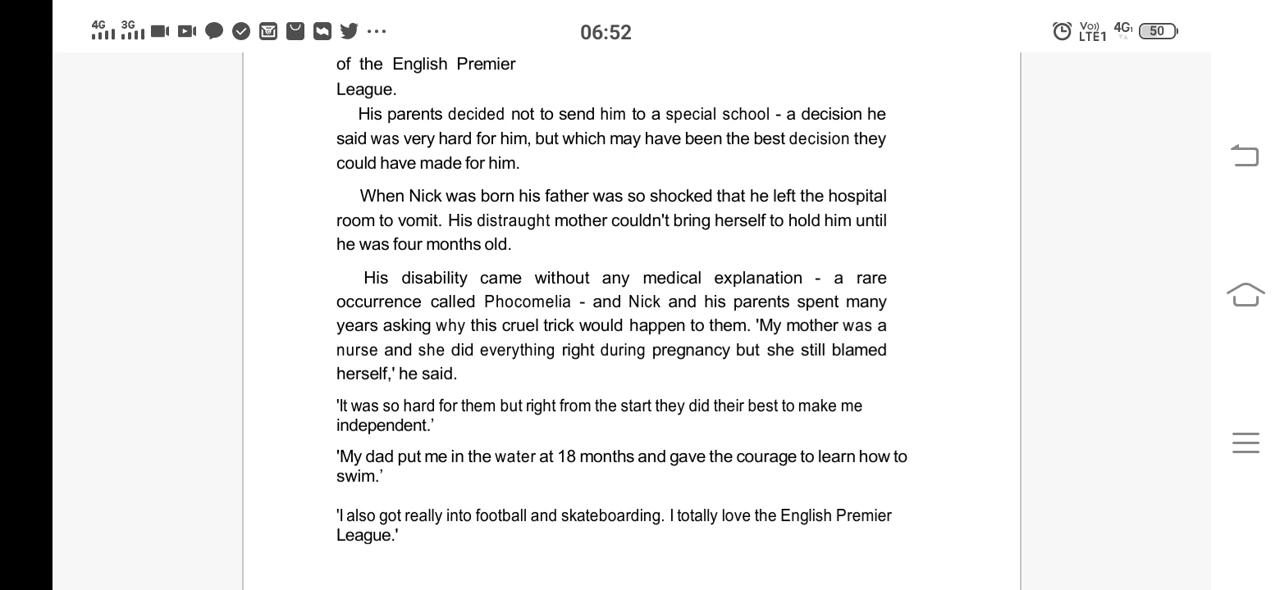 4G 3G 06:52 Vo)) LTE1 4G 50
of the English Premier
League.
His parents decided not to send him to a special school - a decision he
said was very hard for him, but which may have been the best decision they
could have made for him.
When Nick was born his father was so shocked that he left the hospital
room to vomit. His distraught mother couldn't bring herself to hold him until
he was four months old.
His disability came without any medical explanation - a rare
occurrence called Phocomelia - and Nick and his parents spent many
years asking why this cruel trick would happen to them. 'My mother was a
nurse and she did everything right during pregnancy but she still blamed
herself,' he said.
'It was so hard for them but right from the start they did their best to make me
independent.’
'My dad put me in the water at 18 months and gave the courage to learn how to
swim.’
'I also got really into football and skateboarding. I totally love the English Premier
League.'